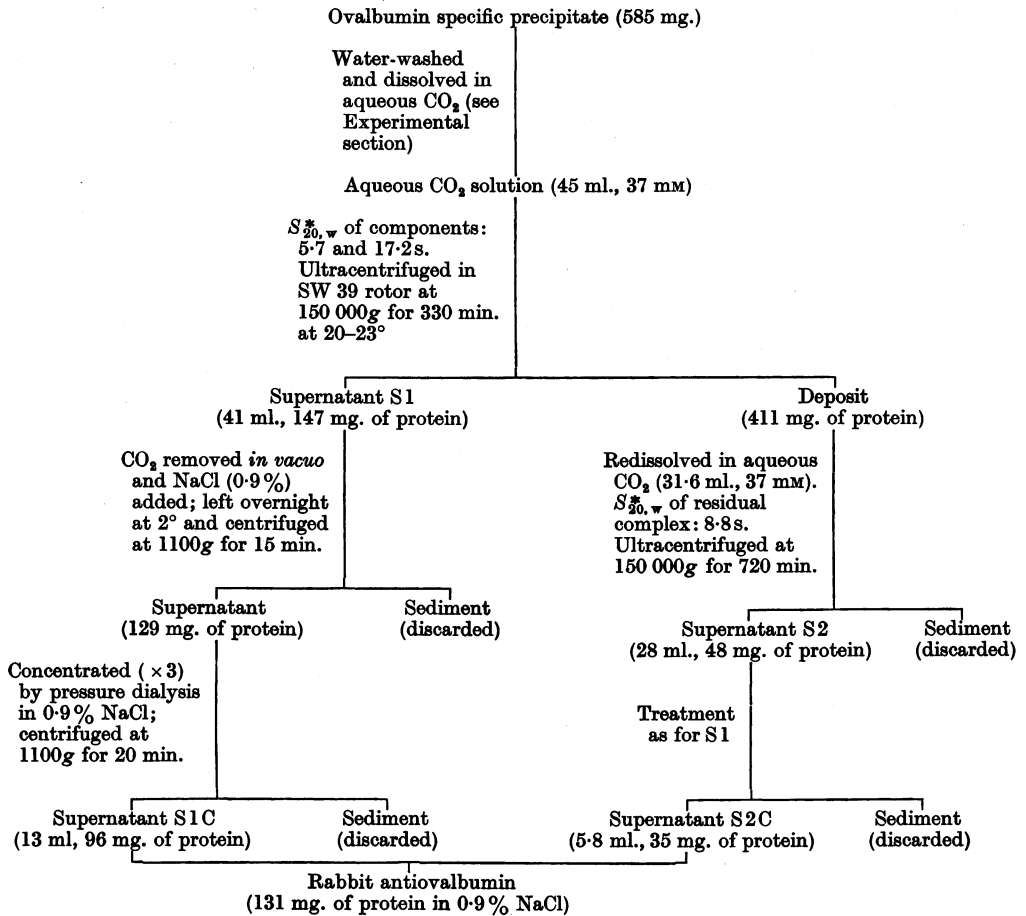 Ovalbumin specific precipitate (585 mg.)
Water-washed
and dissolved in
aqueous CO₂ (see
Experimental
section)
Aqueous CO₂ solution (45 ml., 37 mM)
S*20, w of components:
5·7 and 17·2s.
Ultracentrifuged in
SW 39 rotor at
150 000g for 330 min.
at 20–23°
Supernatant S1
(41 ml., 147 mg. of protein)
Deposit
(411 mg. of protein)
CO₂ removed in vacuo
and NaCl (0·9%)
added; left overnight
at 2° and centrifuged
at 1100g for 15 min.
Redissolved in aqueous
CO₂ (31·6 ml., 37 mM).
S*20, w of residual
complex: 8·8s.
Ultracentrifuged at
150 000g for 720 min.
Supernatant
(129 mg. of protein)
Sediment
(discarded)
Supernatant S2
(28 ml., 48 mg. of protein)
Sediment
(discarded)
Concentrated (×3)
by pressure dialysis
in 0·9% NaCl;
centrifuged at
1100g for 20 min.
Treatment
as for S1
Supernatant S1C
(13 ml, 96 mg. of protein)
Sediment
(discarded)
Supernatant S2C
(5·8 ml., 35 mg. of protein)
Sediment
(discarded)
Rabbit antiovalbumin
(131 mg. of protein in 0·9% NaCl)